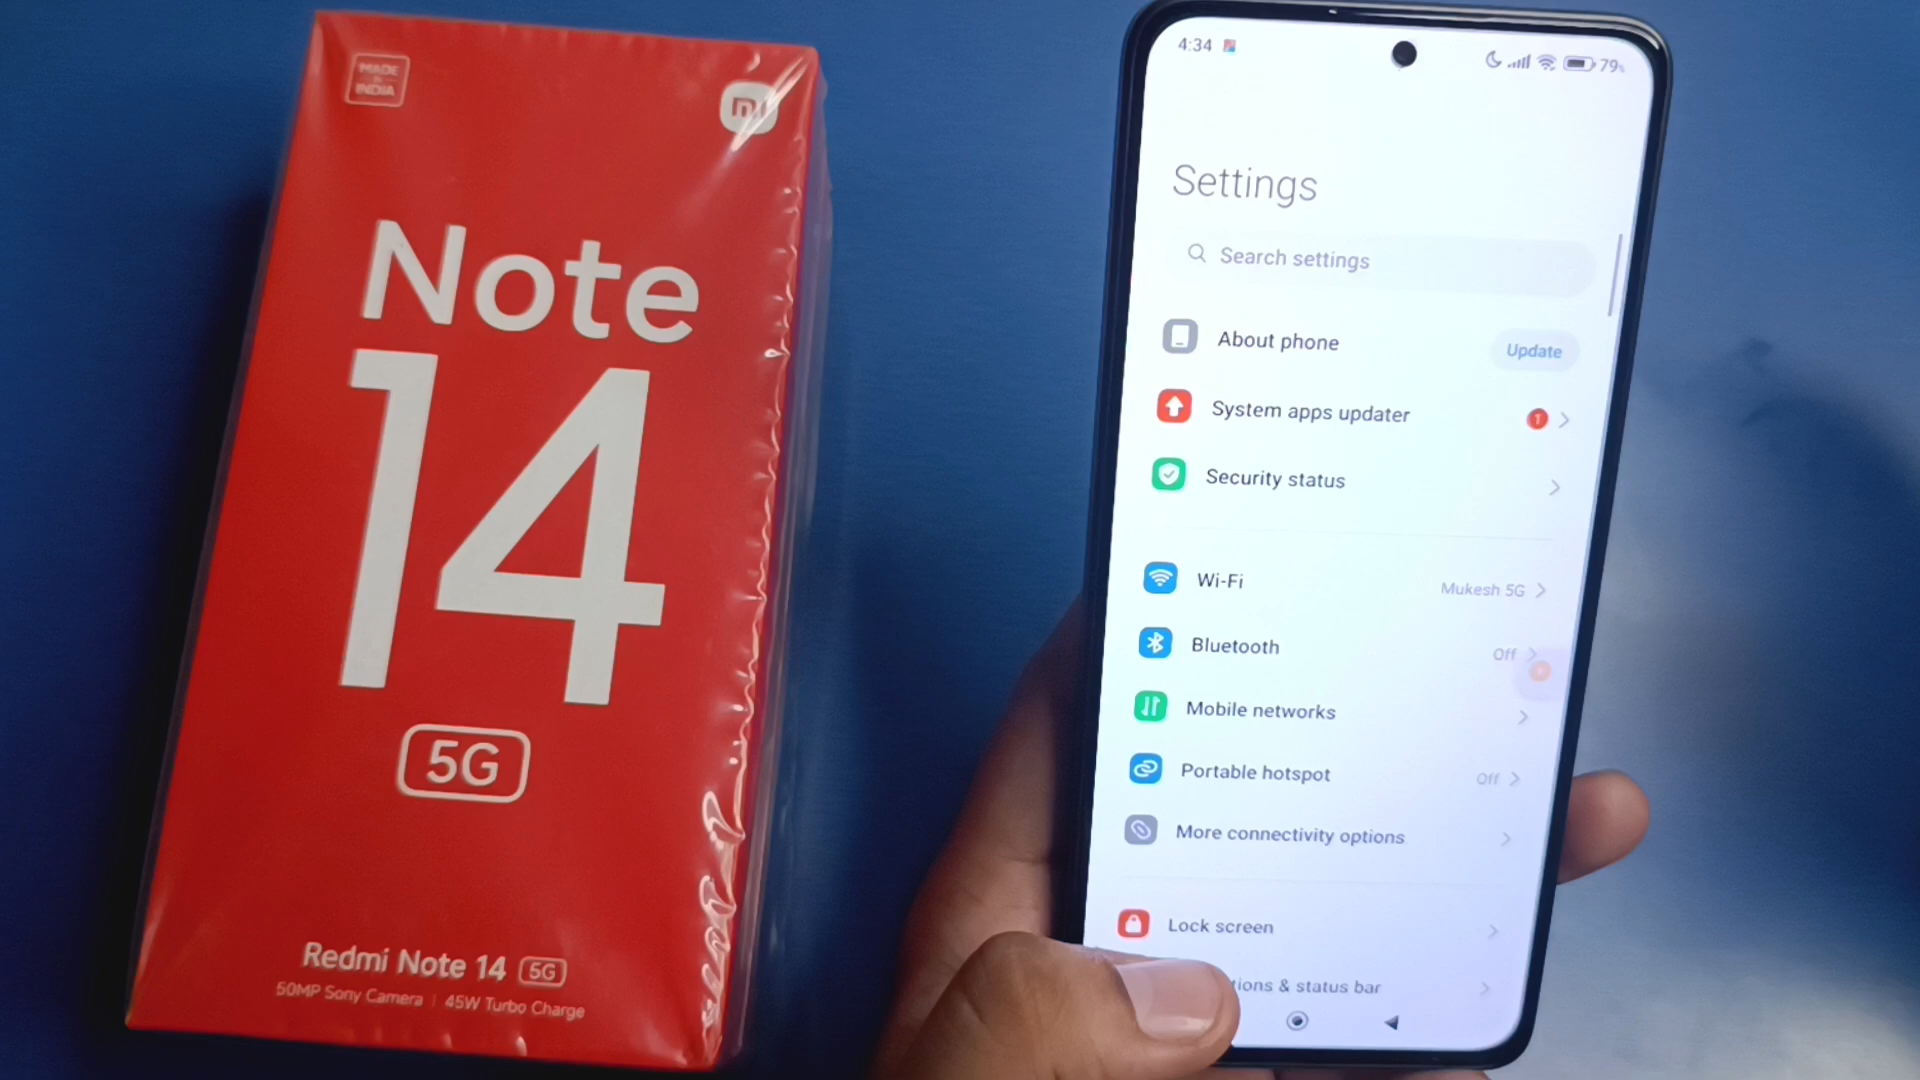 MADE
in
INDIA
mi
Note
14
5G
Redmi Note 14 5G
50MP Sony Camera | 45W Turbo Charge
4:34
79%
Settings
Search settings
About phone Update
System apps updater 1
Security status
Wi-Fi Mukesh 5G
Bluetooth Off
Mobile networks
Portable hotspot Off
More connectivity options
Lock screen
tions & status bar